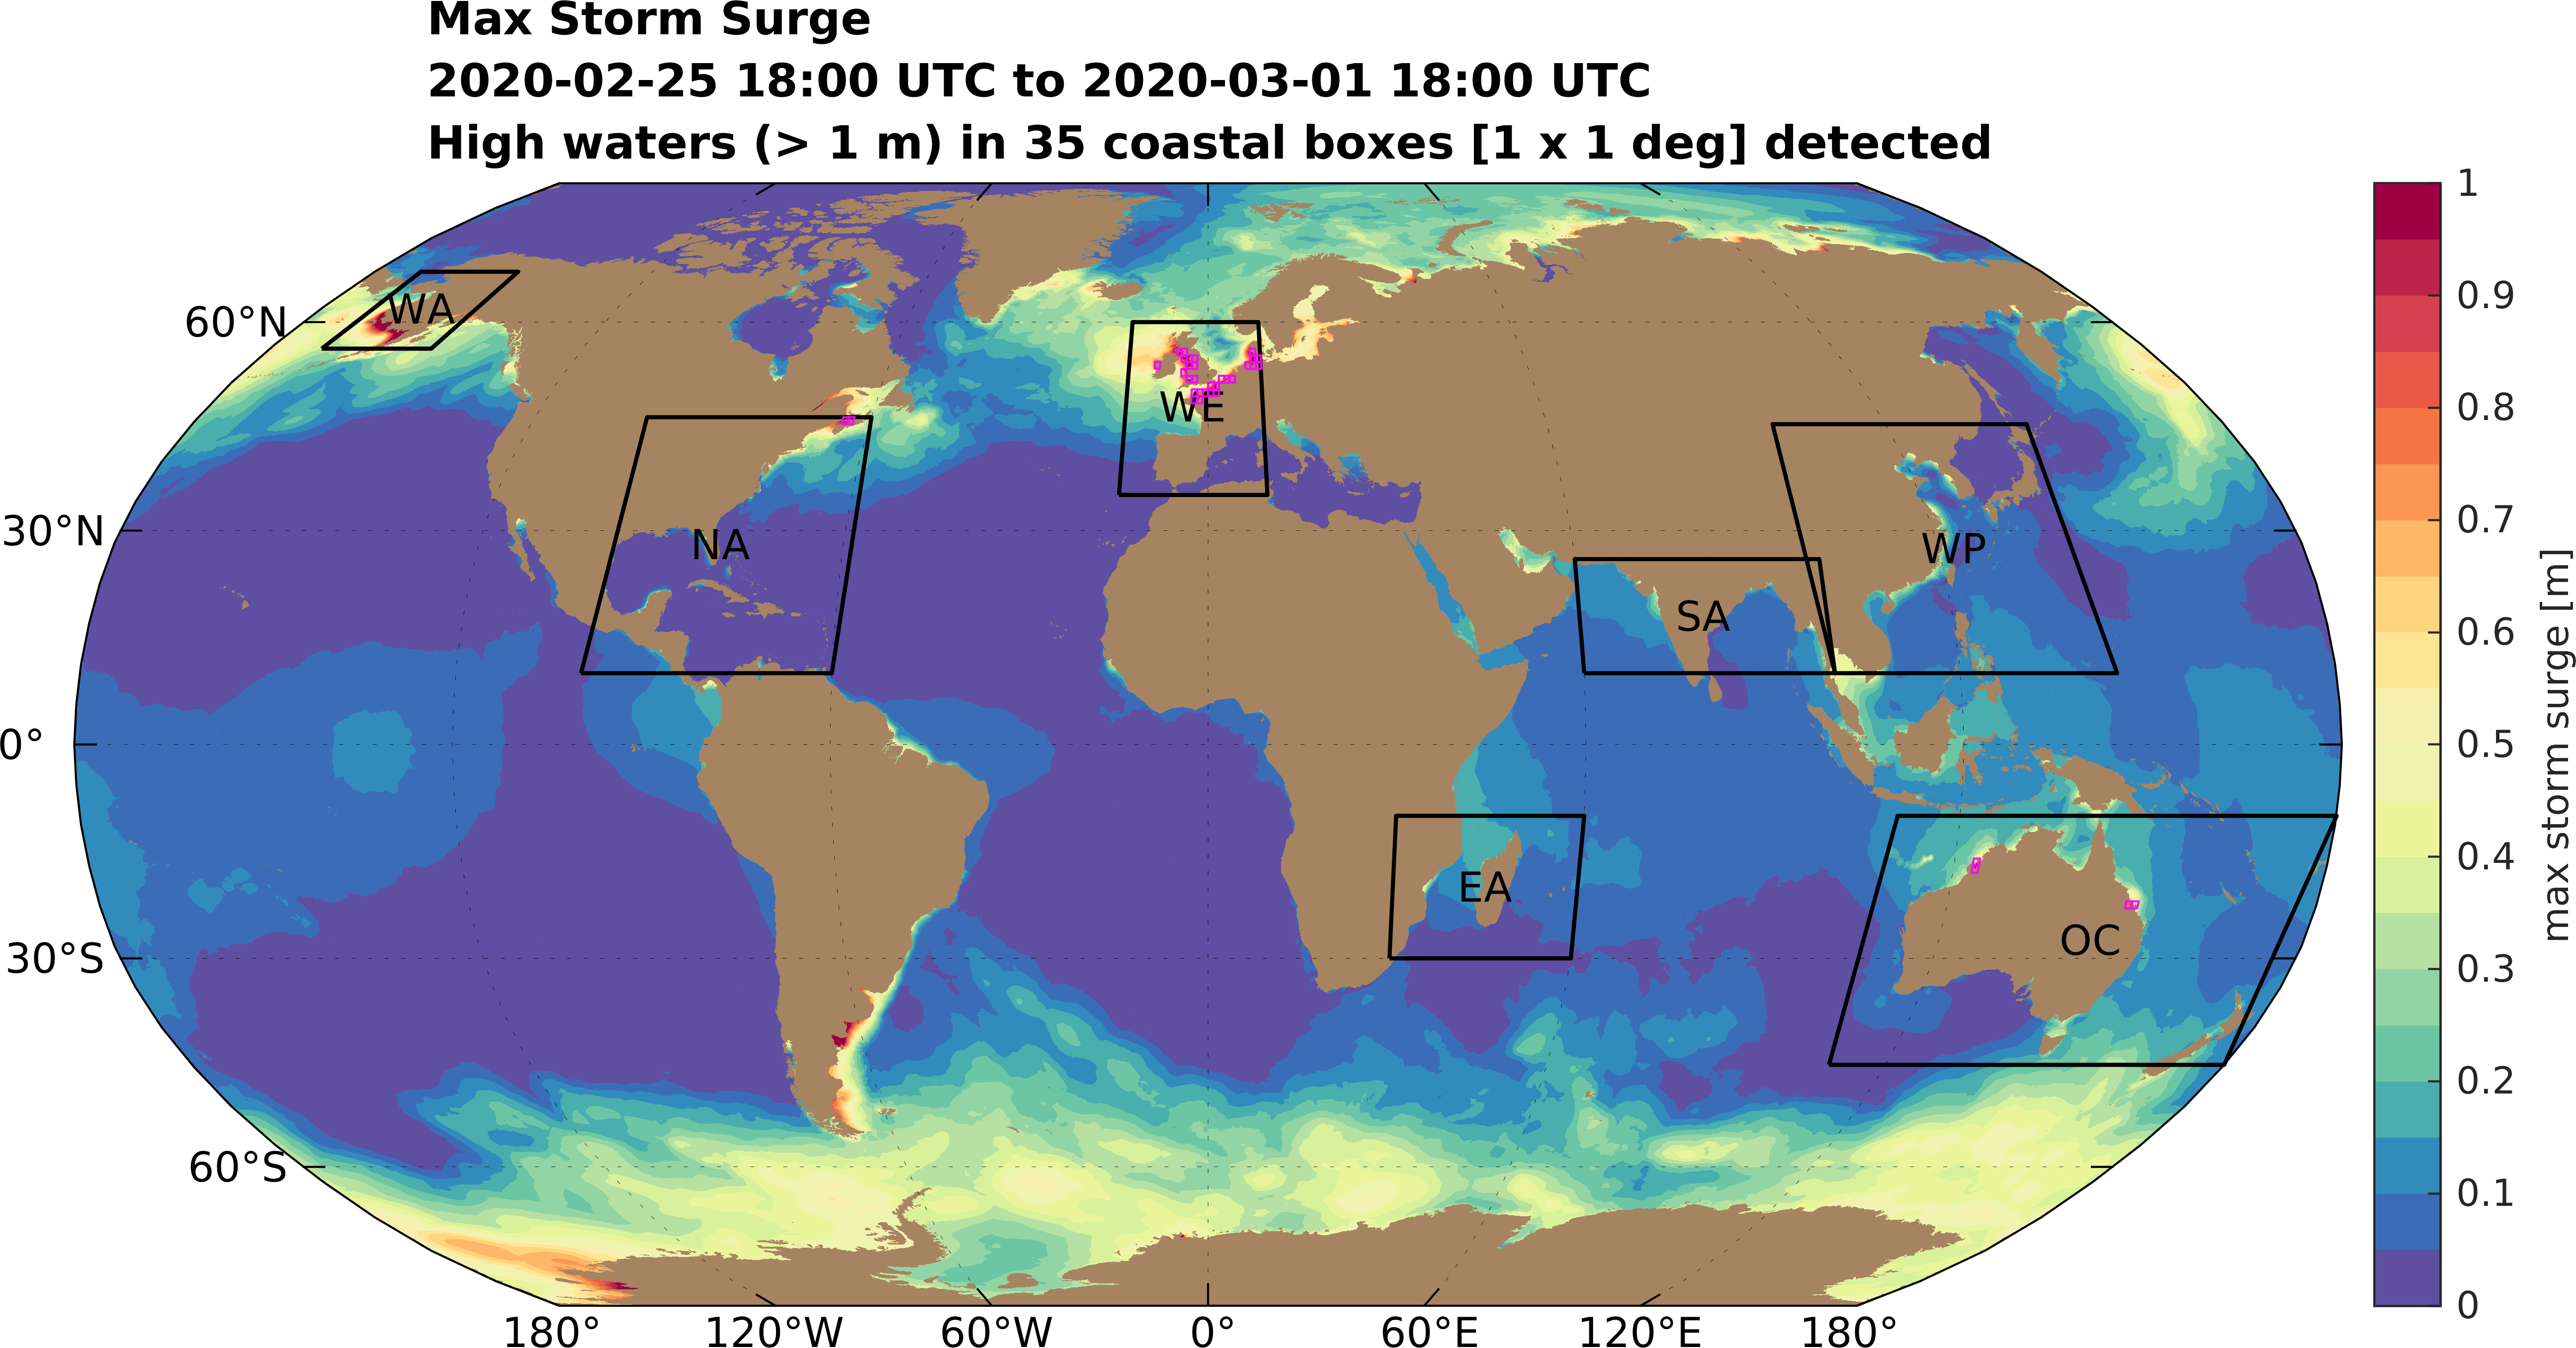 Max Storm Surge
2020-02-25 18:00 UTC to 2020-03-01 18:00 UTC
High waters (> 1 m) in 35 coastal boxes [1 x 1 deg] detected
WA
60°N
WE
NA
30°N
WP
SA
0°
EA
OC
30°S
60°S
180°
120°W
60°W
0°
60°E
120°E
180°
1
0.9
0.8
0.7
0.6
0.5
0.4
0.3
0.2
0.1
0
max storm surge [m]